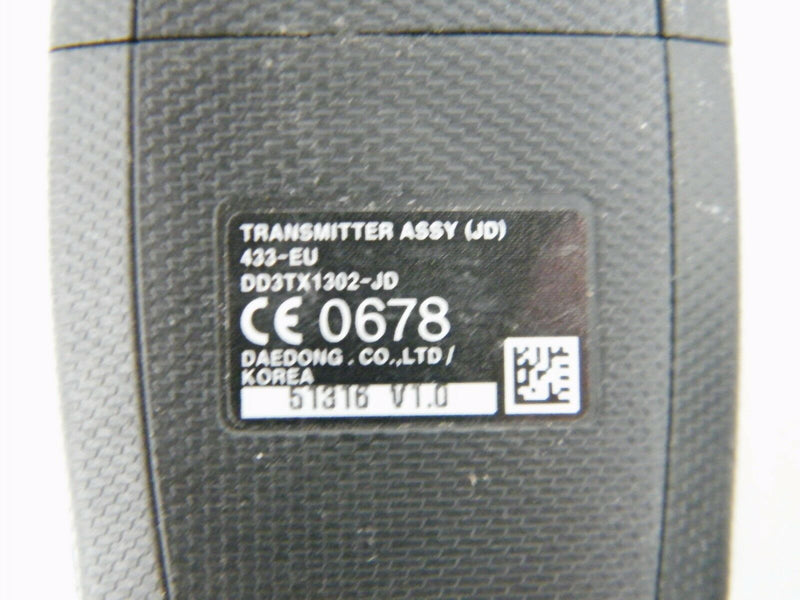 TRANSMITTER ASSY (JD)
433-EU
DD3TX1302-JD
CE 0678
DAEDONG . CO.,LTD /
KOREA
51316 V1.0